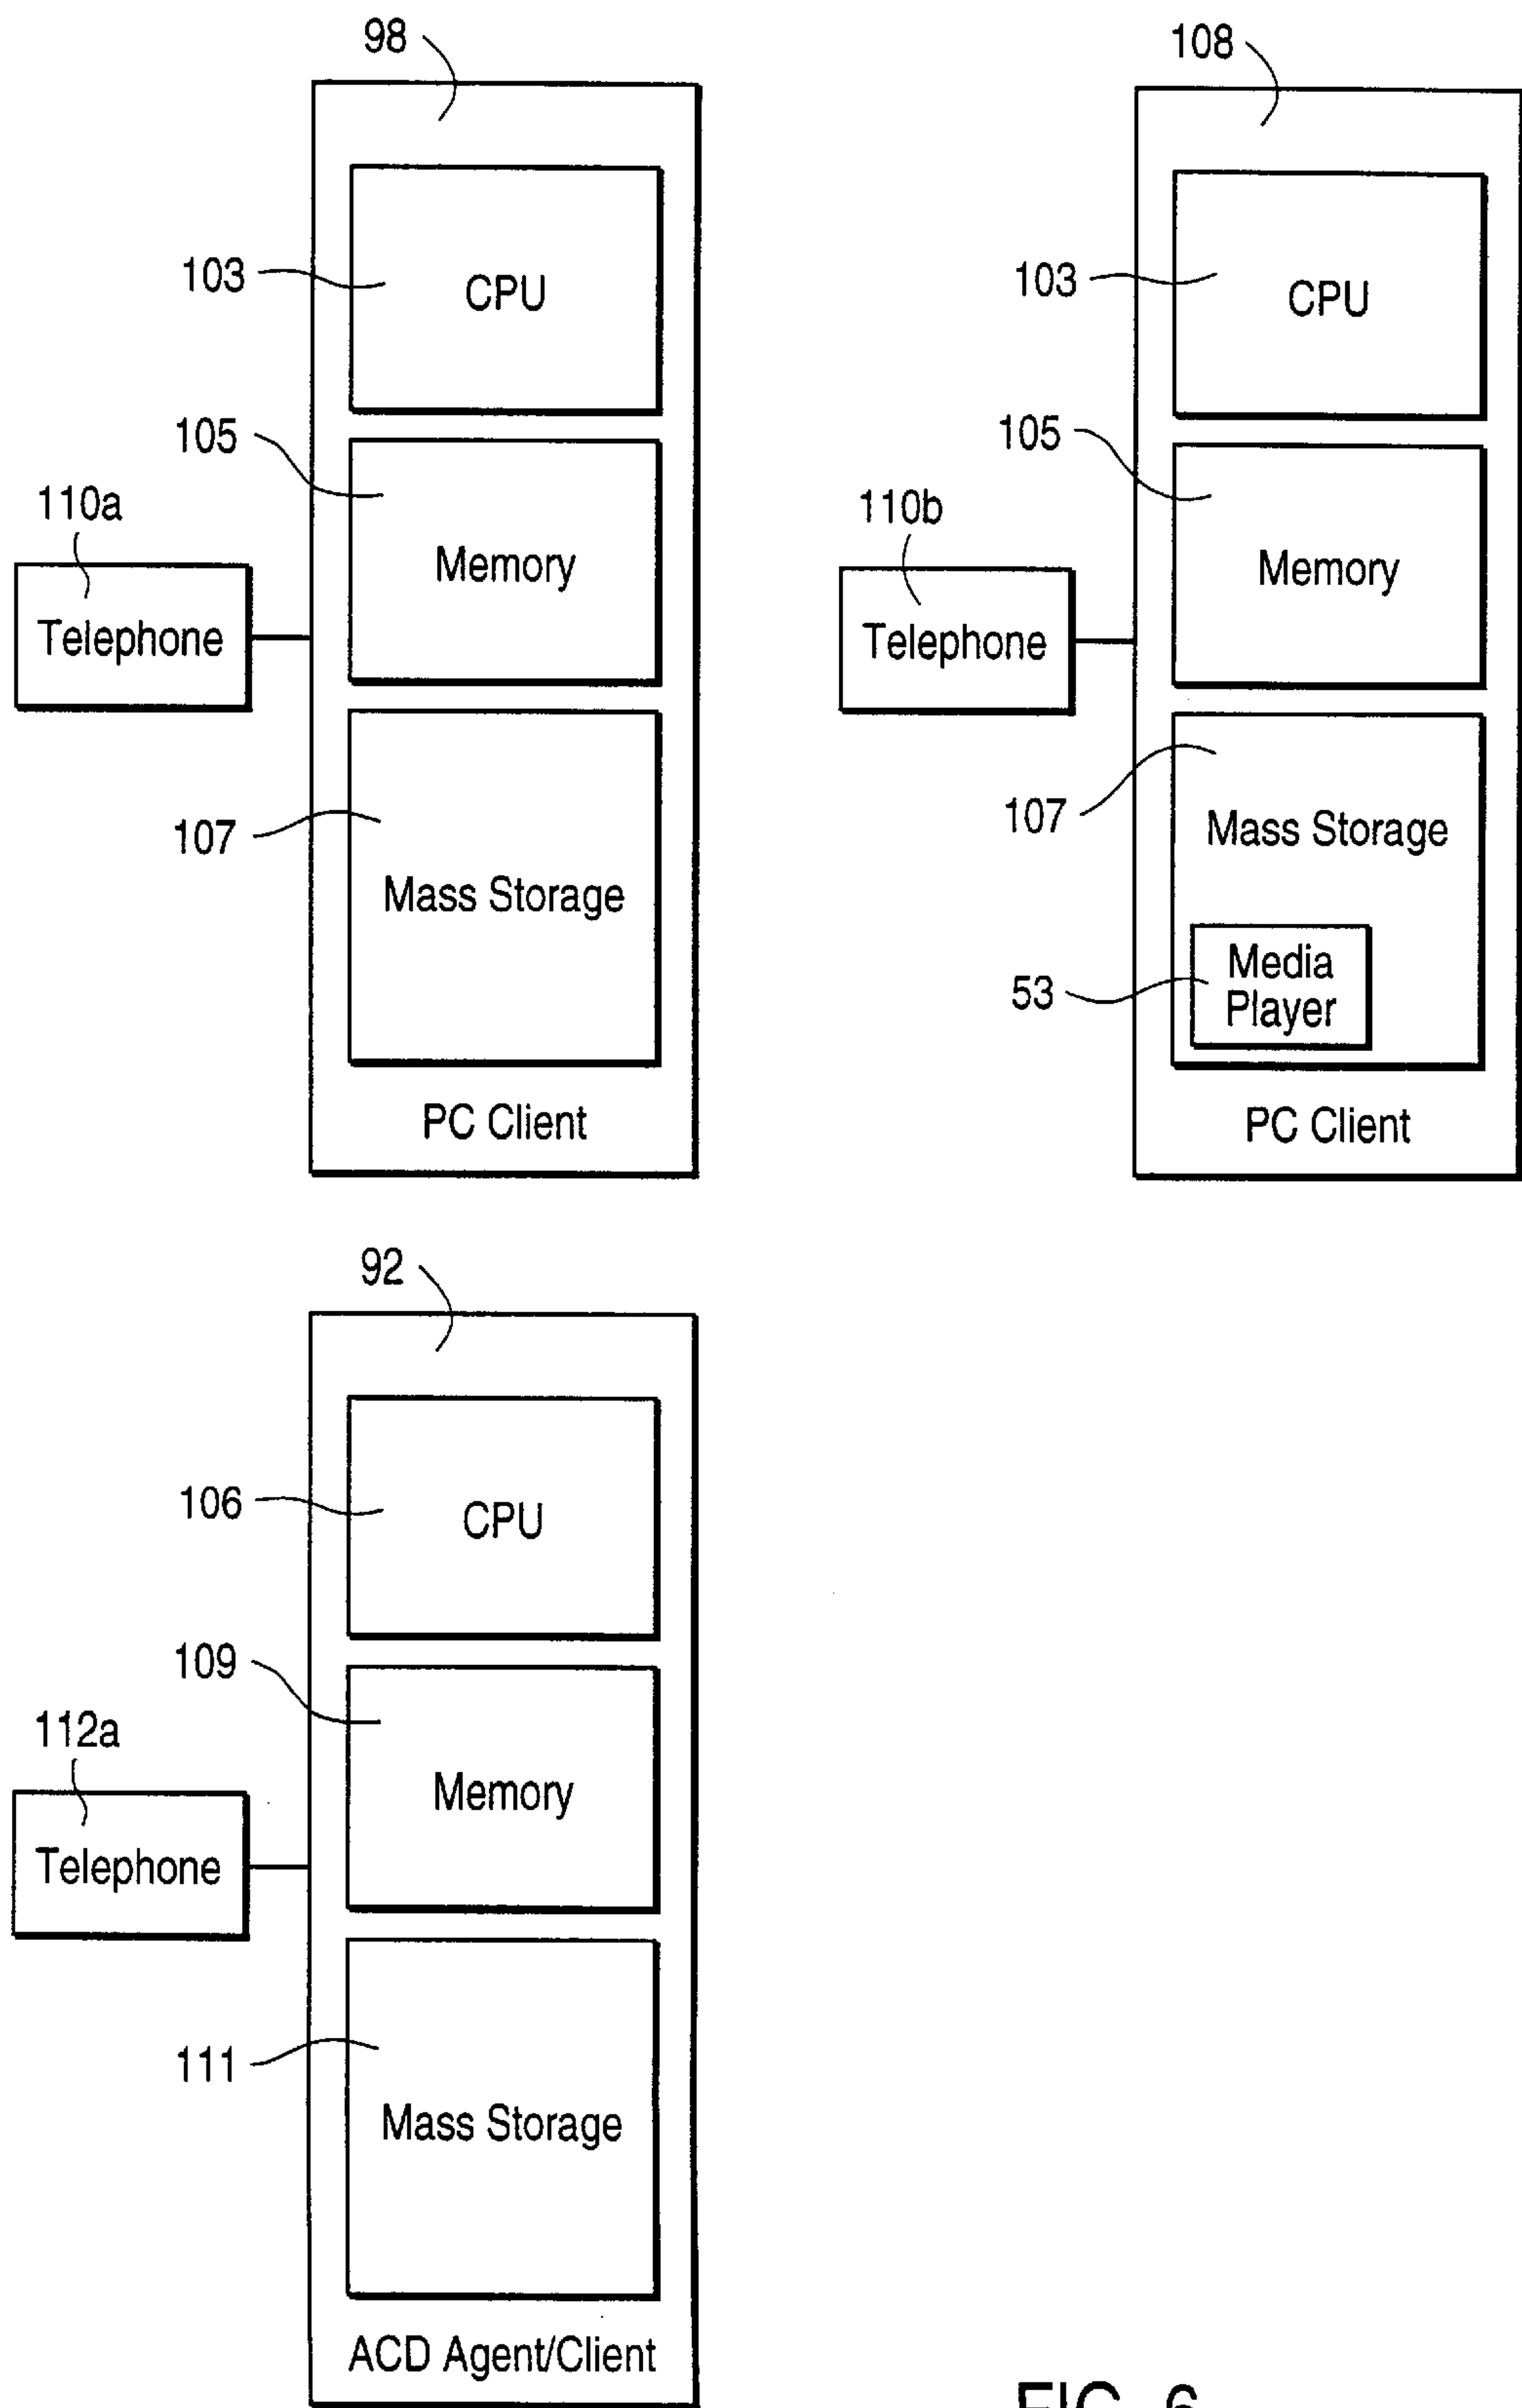 98
103
CPU
105
110a
Memory
Telephone
107
Mass Storage
PC Client
108
103
CPU
105
110b
Memory
Telephone
107
Mass Storage
53
Media
Player
PC Client
92
106
CPU
109
112a
Memory
Telephone
111
Mass Storage
ACD Agent/Client
FIG. 6